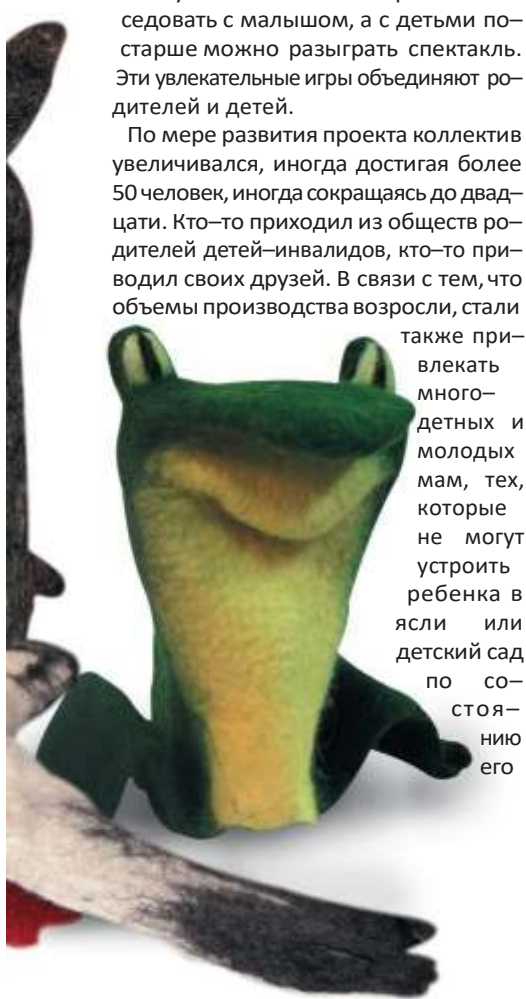 седовать с малышом, а с детьми по–
старше можно разыграть спектакль.
Эти увлекательные игры объединяют ро–
дителей и детей.
По мере развития проекта коллектив
увеличивался, иногда достигая более
50 человек, иногда сокращаясь до двад–
цати. Кто–то приходил из обществ ро–
дителей детей–инвалидов, кто–то при–
водил своих друзей. В связи с тем, что
объемы производства возросли, стали
также при–
влекать
много–
детных и
молодых
мам, тех,
которые
не могут
устроить
ребенка в
ясли или
детский сад
по со–
стоя–
нию
его